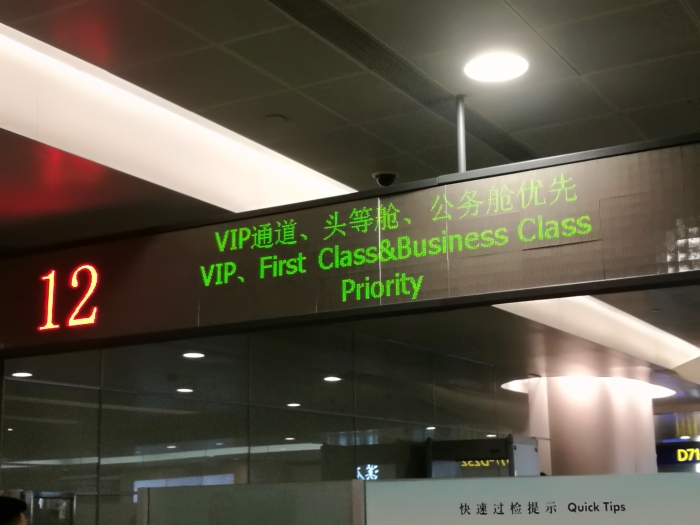 VIP通道、头等舱、公务舱优先
VIP、First Class&Business Class
Priority
12
快速过检提示 Quick Tips